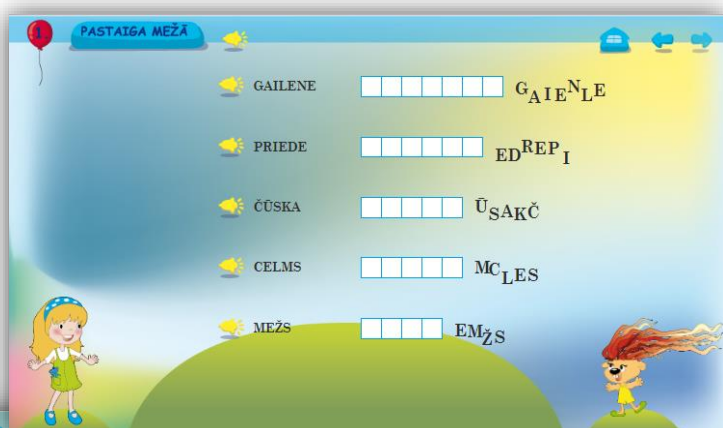 1. PASTAIGA MEŽĀ
GAILENE GAIENLE
PRIEDE EDREPI
ČŪSKA ŪSAKČ
CELMS MCLES
MEŽS EMŽS